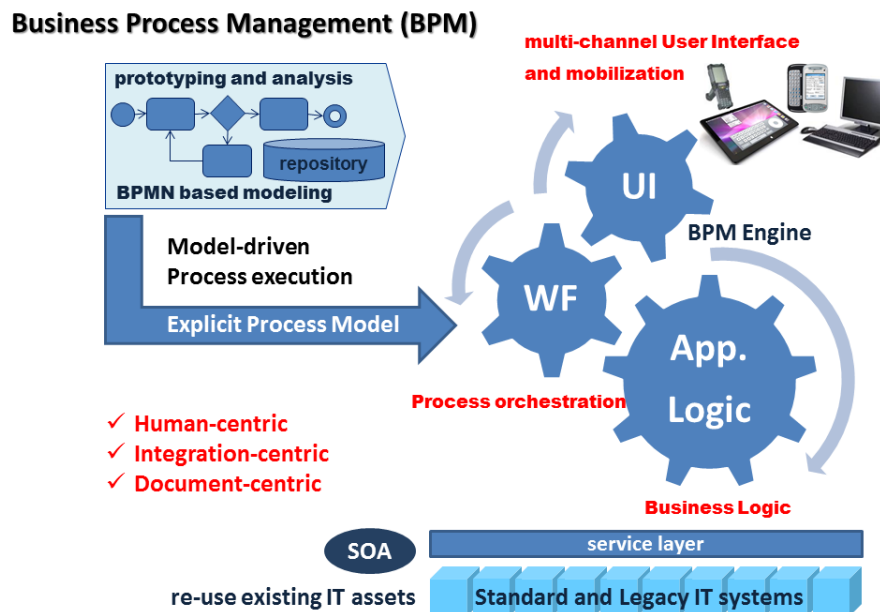 Business Process Management (BPM)
multi-channel User Interface
and mobilization
prototyping and analysis
repository
BPMN based modeling
UI
BPM Engine
Model-driven
Process execution
WF
Explicit Process Model
App.
Logic
Process orchestration
✓ Human-centric
✓ Integration-centric
✓ Document-centric
Business Logic
SOA
service layer
re-use existing IT assets
Standard and Legacy IT systems